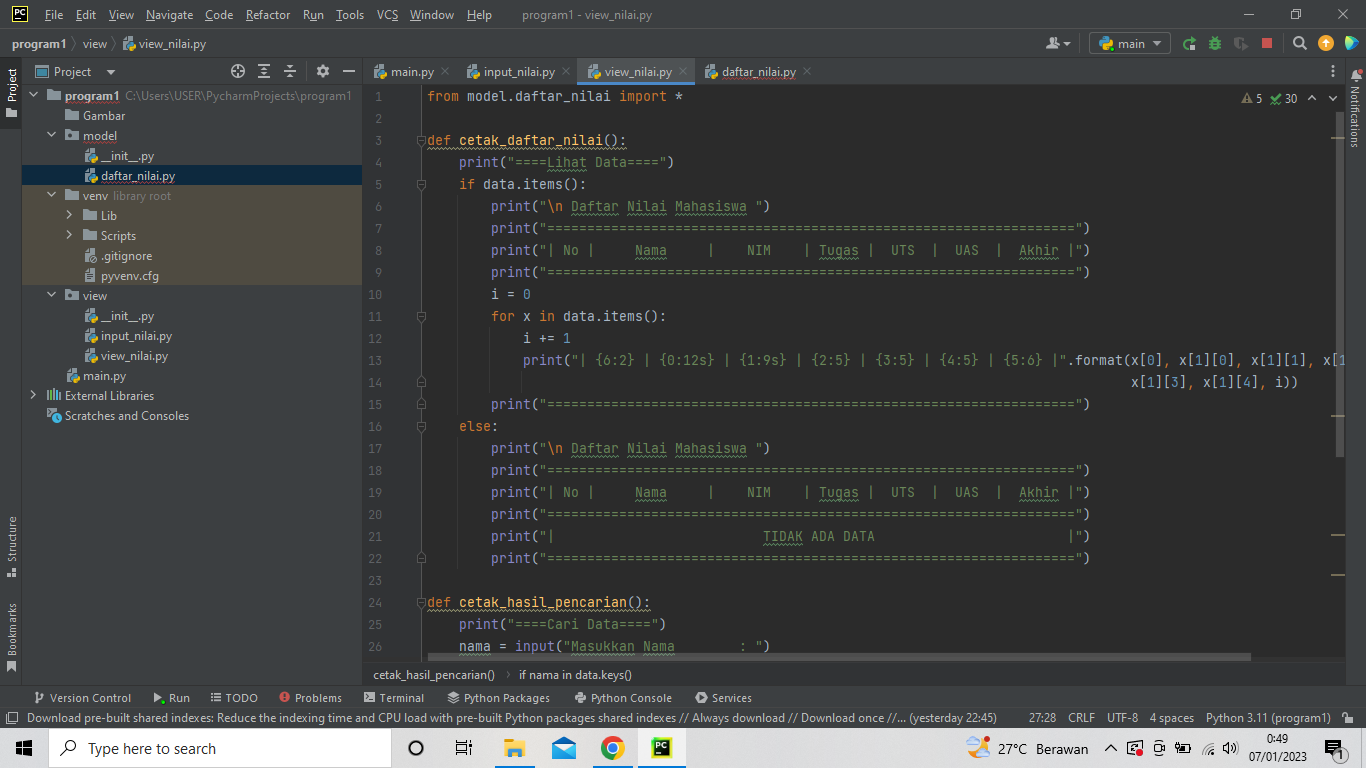 PC File Edit View Navigate Code Refactor Run Tools VCS Window Help program1 - view_nilai.py
program1 view view_nilai.py main
Project
Project
main.py input_nilai.py view_nilai.py daftar_nilai.py
program1 C:\Users\USER\PycharmProjects\program1
Gambar
model
__init__.py
daftar_nilai.py
venv library root
Lib
Scripts
.gitignore
pyvenv.cfg
view
__init__.py
input_nilai.py
view_nilai.py
main.py
External Libraries
Scratches and Consoles
Structure
Bookmarks
5 30
Notifications
1 from model.daftar_nilai import *
2
3 def cetak_daftar_nilai():
4     print("====Lihat Data====")
5     if data.items():
6         print("\n Daftar Nilai Mahasiswa ")
7         print("==================================================================")
8         print("| No |     Nama     |    NIM    | Tugas |  UTS  |  UAS  |  Akhir |")
9         print("==================================================================")
10         i = 0
11         for x in data.items():
12             i += 1
13             print("| {6:2} | {0:12s} | {1:9s} | {2:5} | {3:5} | {4:5} | {5:6} |".format(x[0], x[1][0], x[1][1], x[1
14                                                                                         x[1][3], x[1][4], i))
15         print("==================================================================")
16     else:
17         print("\n Daftar Nilai Mahasiswa ")
18         print("==================================================================")
19         print("| No |     Nama     |    NIM    | Tugas |  UTS  |  UAS  |  Akhir |")
20         print("==================================================================")
21         print("|                          TIDAK ADA DATA                        |")
22         print("==================================================================")
23
24 def cetak_hasil_pencarian():
25     print("====Cari Data====")
26     nama = input("Masukkan Nama        : ")
cetak_hasil_pencarian() if nama in data.keys()
Version Control Run TODO Problems Terminal Python Packages Python Console Services
Download pre-built shared indexes: Reduce the indexing time and CPU load with pre-built Python packages shared indexes // Always download // Download once //... (yesterday 22:45) 27:28 CRLF UTF-8 4 spaces Python 3.11 (program1)
Type here to search PC 27°C Berawan 0:49
07/01/2023
1